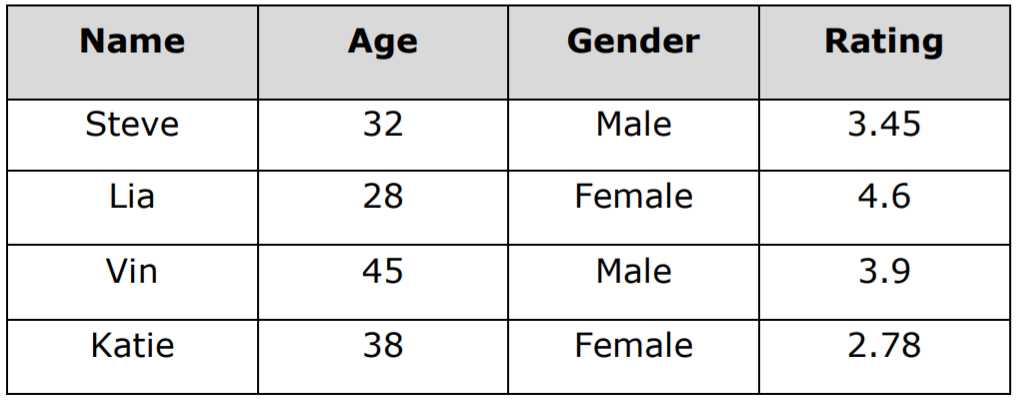 Name Age Gender Rating
Steve 32 Male 3.45
Lia 28 Female 4.6
Vin 45 Male 3.9
Katie 38 Female 2.78